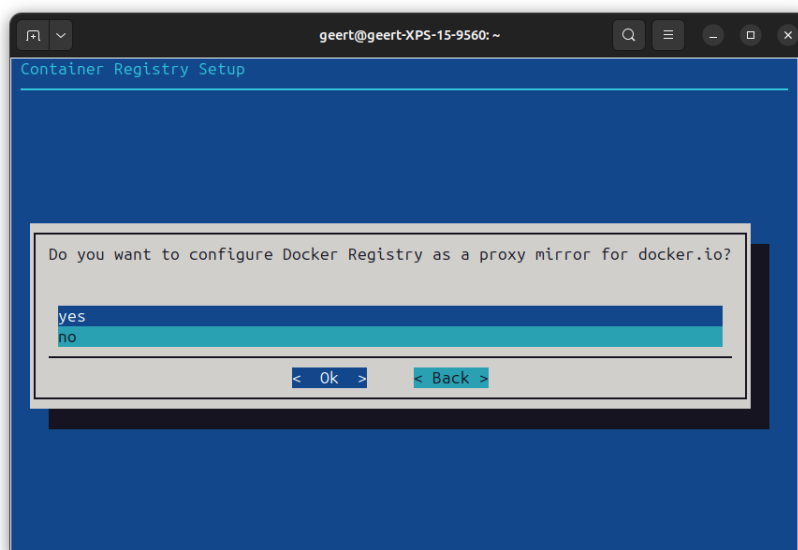 geert@geert-XPS-15-9560: ~
Container Registry Setup
Do you want to configure Docker Registry as a proxy mirror for docker.io?
yes
no
< Ok > < Back >